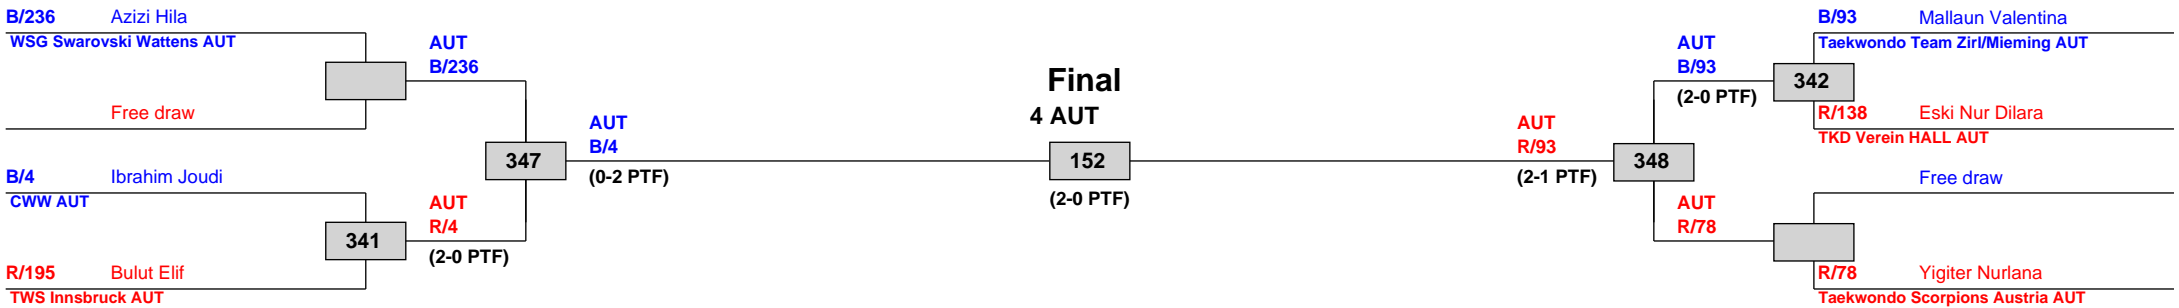 B/236 Azizi Hila
WSG Swarovski Wattens AUT
Free draw
AUT
B/236
B/4 Ibrahim Joudi
CWW AUT
341
R/195 Bulut Elif
TWS Innsbruck AUT
AUT
R/4
(2-0 PTF)
347
AUT
B/4
(0-2 PTF)
Final
4 AUT
152
(2-0 PTF)
AUT
R/93
(2-1 PTF)
348
AUT
B/93
(2-0 PTF)
342
B/93 Mallaun Valentina
Taekwondo Team Zirl/Mieming AUT
R/138 Eski Nur Dilara
TKD Verein HALL AUT
AUT
R/78
Free draw
R/78 Yigiter Nurlana
Taekwondo Scorpions Austria AUT